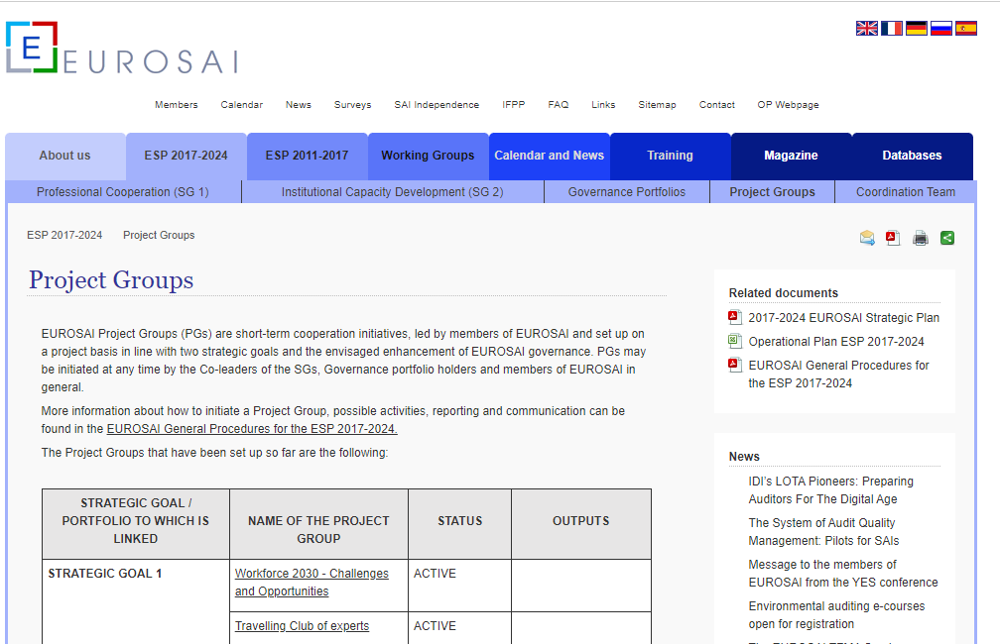 E EUROSAI
Members Calendar News Surveys SAI Independence IFPP FAQ Links Sitemap Contact OP Webpage
About us ESP 2017-2024 ESP 2011-2017 Working Groups Calendar and News Training Magazine Databases
Professional Cooperation (SG 1) Institutional Capacity Development (SG 2) Governance Portfolios Project Groups Coordination Team
ESP 2017-2024 Project Groups
Project Groups
EUROSAI Project Groups (PGs) are short-term cooperation initiatives, led by members of EUROSAI and set up on
a project basis in line with two strategic goals and the envisaged enhancement of EUROSAI governance. PGs may
be initiated at any time by the Co-leaders of the SGs, Governance portfolio holders and members of EUROSAI in
general.
More information about how to initiate a Project Group, possible activities, reporting and communication can be
found in the EUROSAI General Procedures for the ESP 2017-2024.
The Project Groups that have been set up so far are the following:
STRATEGIC GOAL /
PORTFOLIO TO WHICH IS
LINKED
NAME OF THE PROJECT
GROUP
STATUS
OUTPUTS
STRATEGIC GOAL 1
Workforce 2030 - Challenges
and Opportunities
ACTIVE
Travelling Club of experts
ACTIVE
Related documents
2017-2024 EUROSAI Strategic Plan
Operational Plan ESP 2017-2024
EUROSAI General Procedures for
the ESP 2017-2024
News
IDI's LOTA Pioneers: Preparing
Auditors For The Digital Age
The System of Audit Quality
Management: Pilots for SAIs
Message to the members of
EUROSAI from the YES conference
Environmental auditing e-courses
open for registration